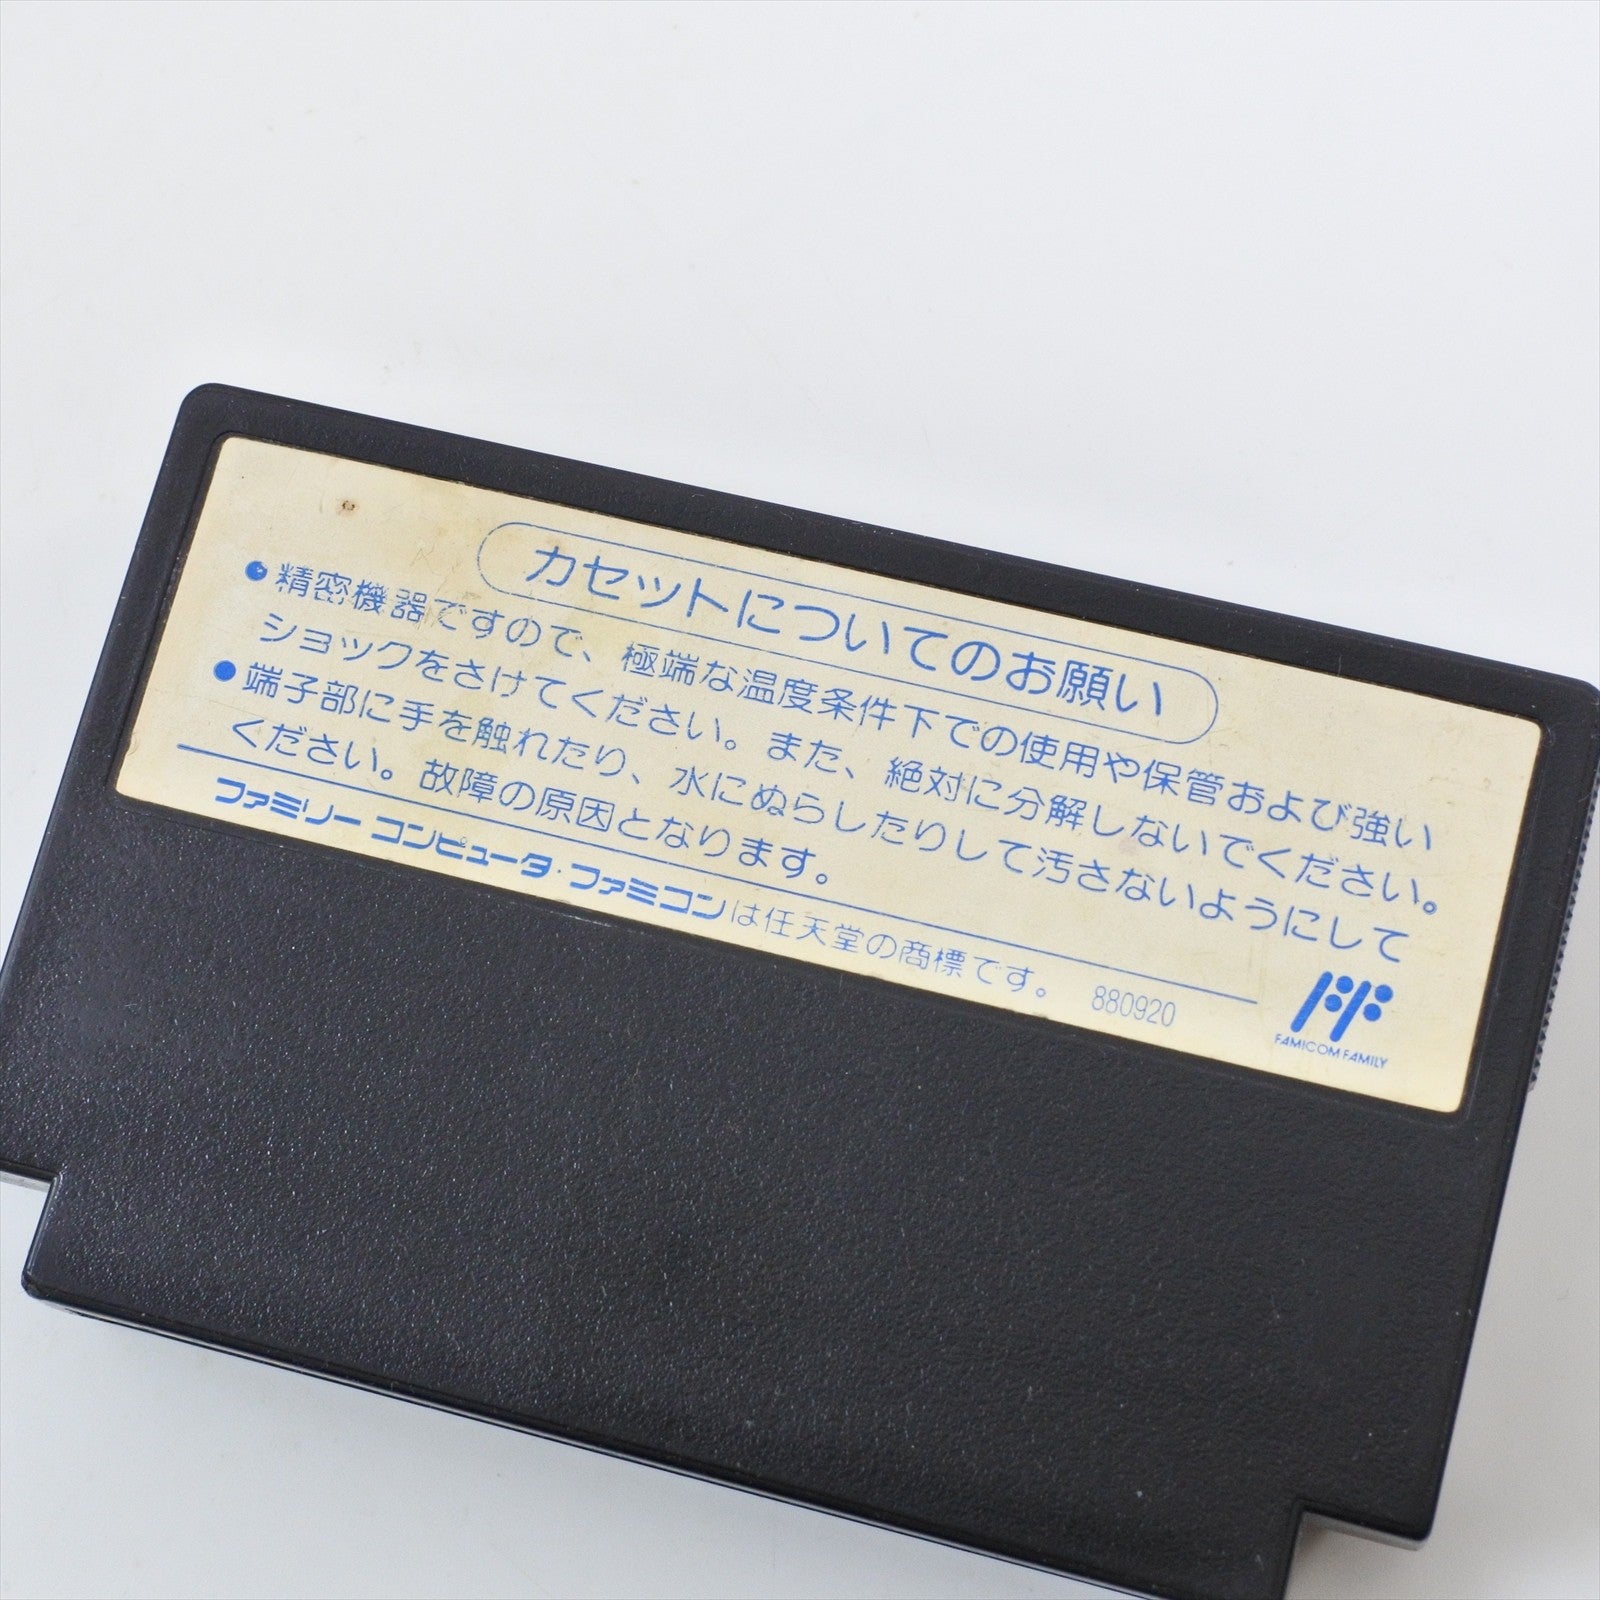 カセットについてのお願い
●精密機器ですので、極端な温度条件下での使用や保管および強い
ショックをさけてください。また、絶対に分解しないでください。
●端子部に手を触れたり、水にぬらしたりして汚さないようにして
ください。故障の原因となります。
ファミリーコンピュータ・ファミコンは任天堂の商標です。 880920
FF
FAMICOM FAMILY